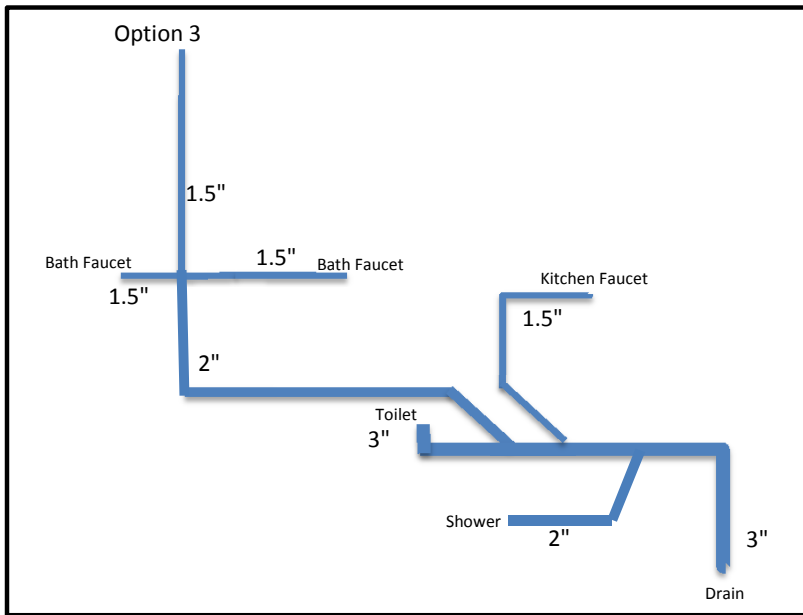 Option 3
1.5"
Bath Faucet
1.5"
1.5"
Bath Faucet
Kitchen Faucet
1.5"
2"
Toilet
3"
Shower
2"
3"
Drain